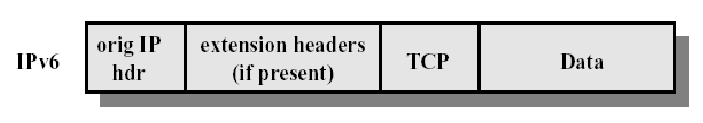 IPv6
orig IP
hdr
extension headers
(if present)
TCP
Data